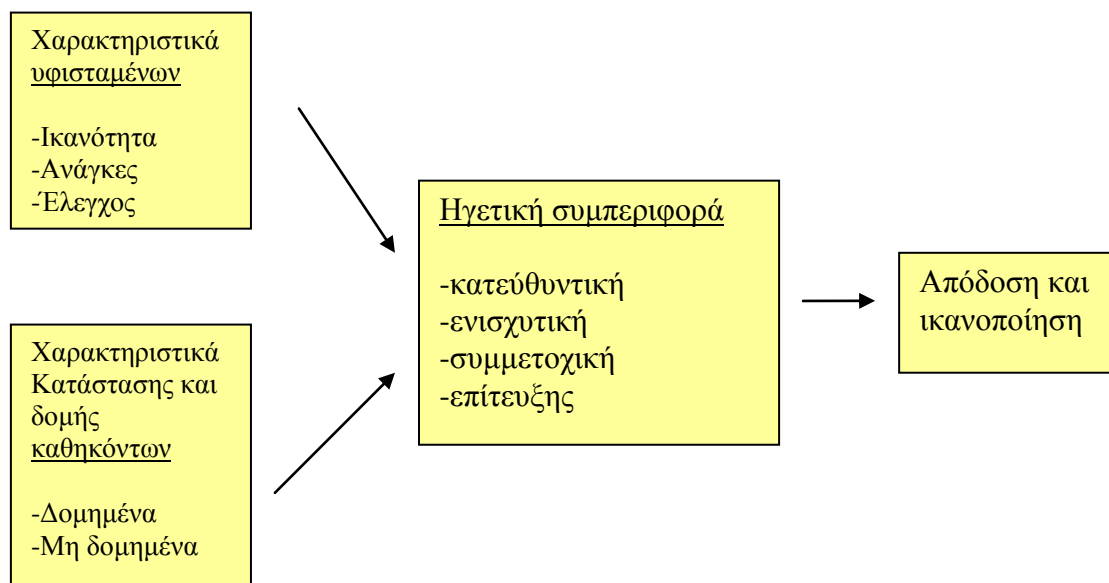 Χαρακτηριστικά
υφισταμένων
-Ικανότητα
-Ανάγκες
-Έλεγχος
Χαρακτηριστικά
Κατάστασης και
δομής
καθηκόντων
-Δομημένα
-Μη δομημένα
Ηγετική συμπεριφορά
-κατεύθυντική
-ενισχυτική
-συμμετοχική
-επίτευξης
Απόδοση και
ικανοποίηση